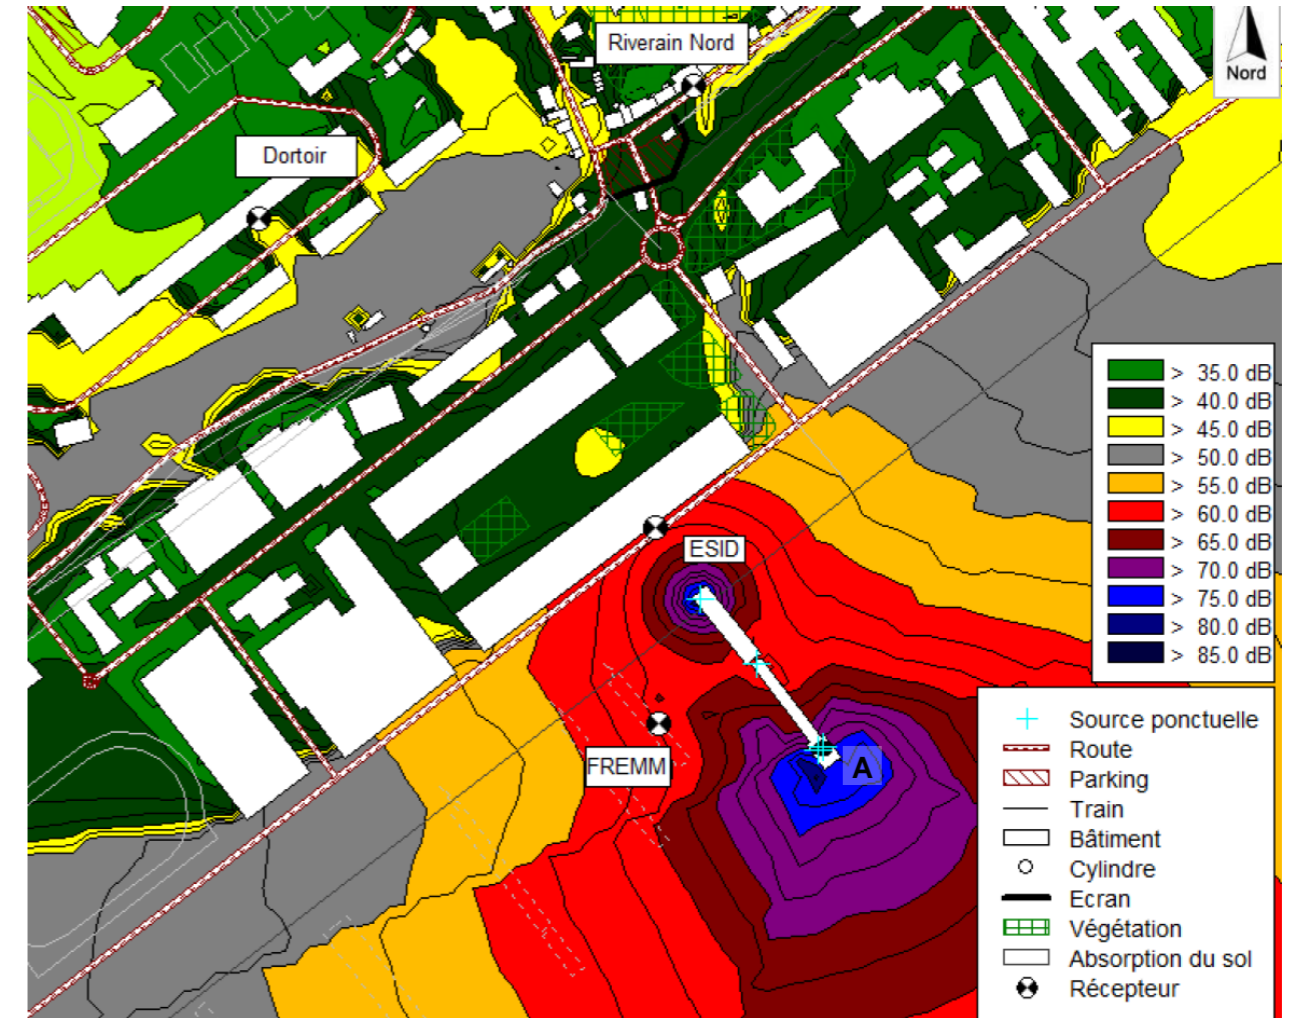 Riverain Nord
Nord
Dortoir
ESID
FREMM
A
> 35.0 dB
> 40.0 dB
> 45.0 dB
> 50.0 dB
> 55.0 dB
> 60.0 dB
> 65.0 dB
> 70.0 dB
> 75.0 dB
> 80.0 dB
> 85.0 dB
Source ponctuelle
Route
Parking
Train
Bâtiment
Cylindre
Ecran
Végétation
Absorption du sol
Récepteur